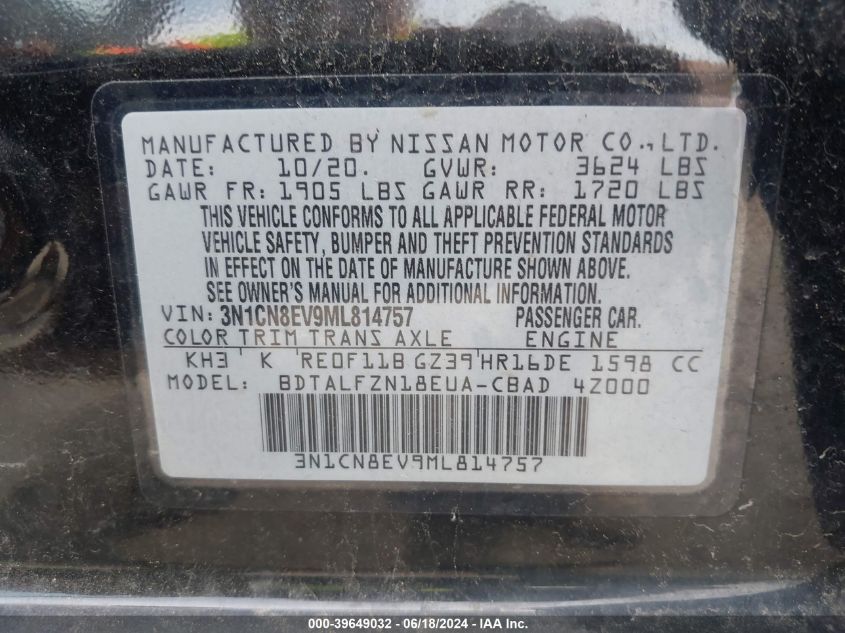 MANUFACTURED BY NISSAN MOTOR CO., LTD.
DATE: 10/20. GVWR: 3624 LBS
GAWR FR: 1905 LBS GAWR RR: 1720 LBS
THIS VEHICLE CONFORMS TO ALL APPLICABLE FEDERAL MOTOR
VEHICLE SAFETY, BUMPER AND THEFT PREVENTION STANDARDS
IN EFFECT ON THE DATE OF MANUFACTURE SHOWN ABOVE.
SEE OWNER'S MANUAL FOR ADDITIONAL INFORMATION.
VIN: 3N1CN8EV9ML814757 PASSENGER CAR.
COLOR TRIM TRANS AXLE ENGINE
KH3 K RE0F11B GZ39 HR16DE 1598 CC
MODEL: BDTALFZN18EUA-CBAD 4Z000
3N1CN8EV9ML814757
000-39649032 - 06/18/2024 - IAA Inc.